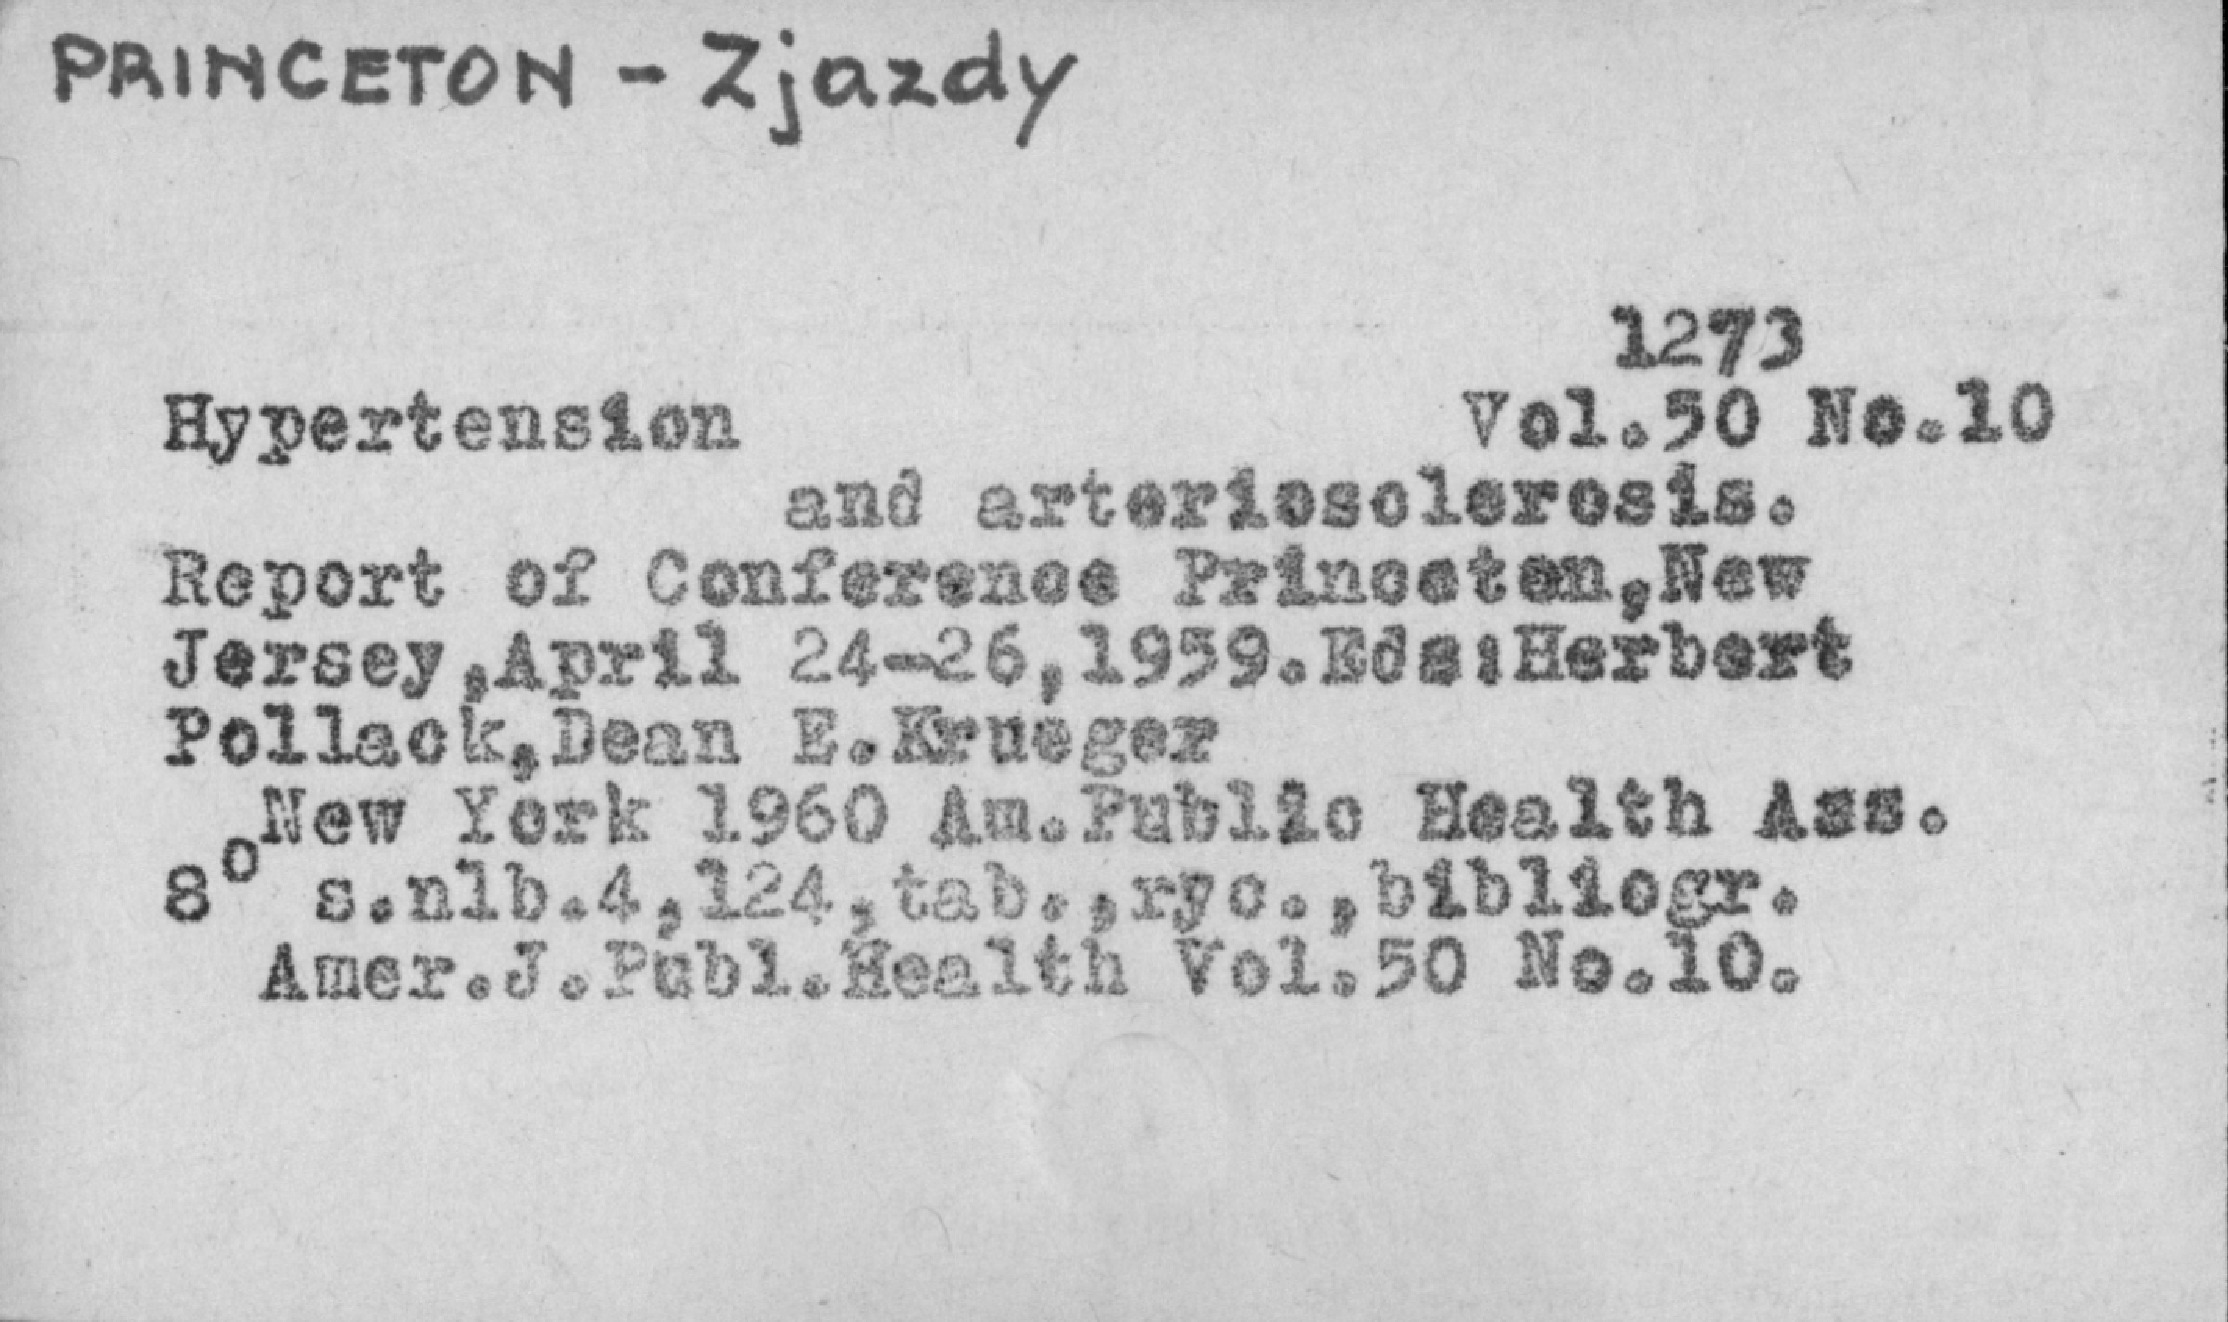 PRINCETON - Zjazdy
1273
Hypertension Vol.50 No.10
and arteriosclerosis.
Report of Conference Princeton,New
Jersey,April 24-26,1959.Eds:Herbert
Pollack,Dean E.Krueger
New York 1960 Am.Public Health Ass.
8° s.nlb.4,124,tab.,ryc.,bibliogr.
Amer.J.Publ.Health Vol.50 No.10.